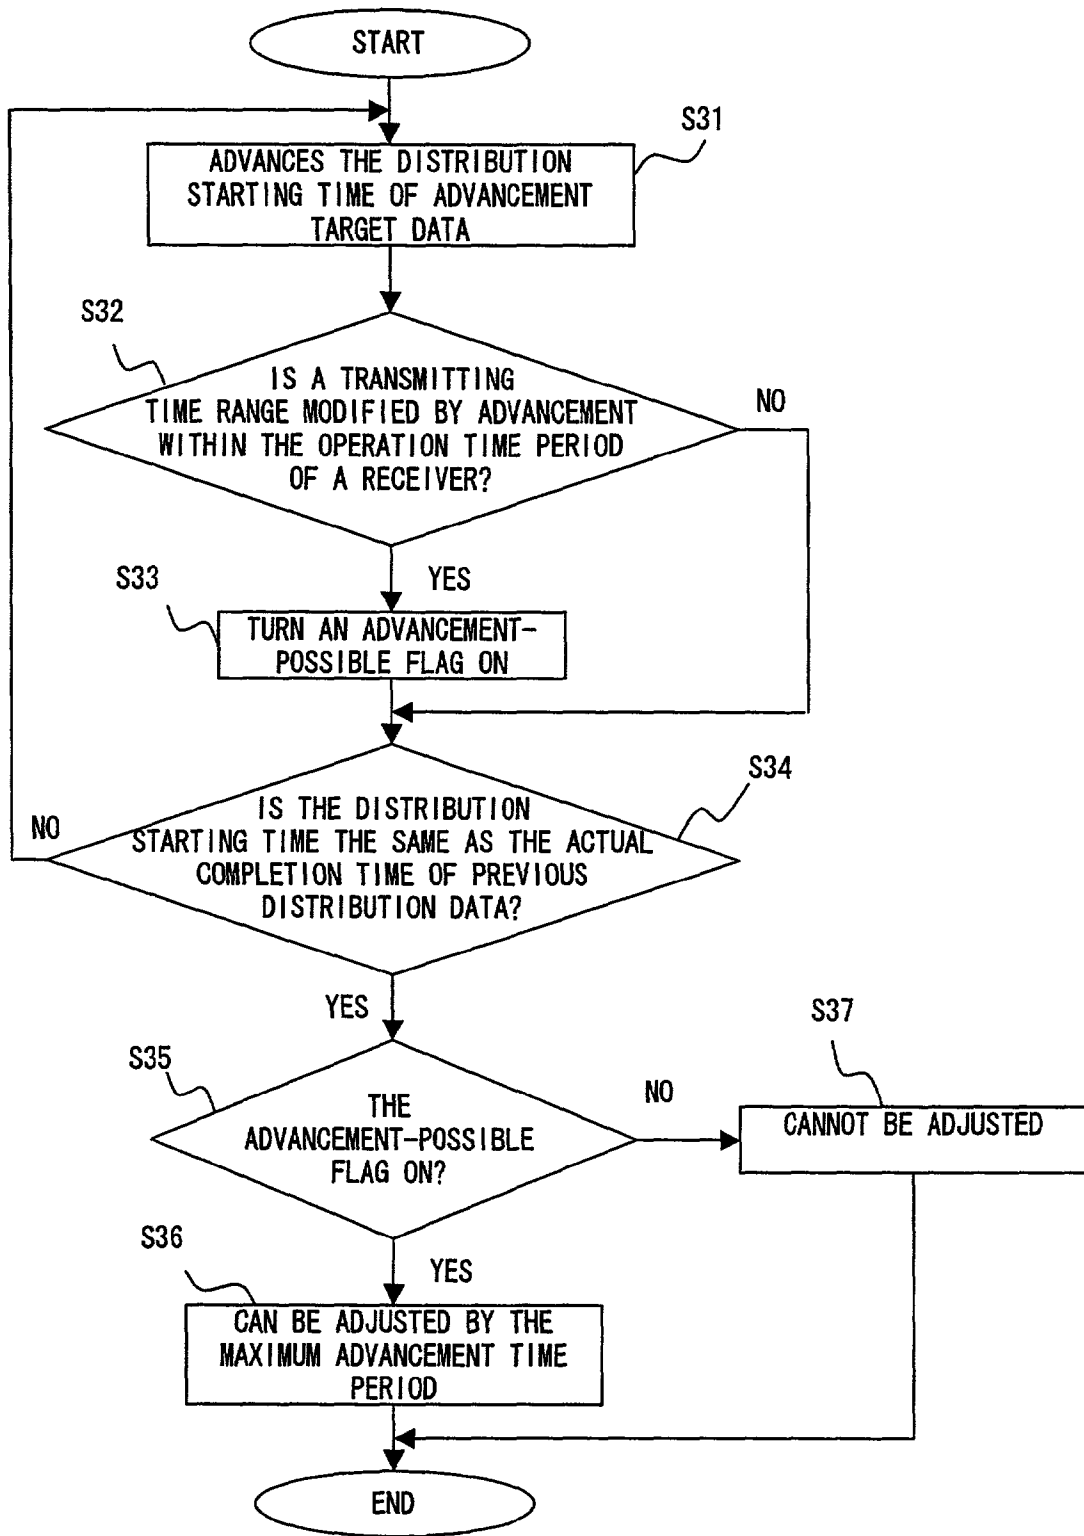 START
S31
ADVANCES THE DISTRIBUTION
STARTING TIME OF ADVANCEMENT
TARGET DATA
S32
IS A TRANSMITTING
TIME RANGE MODIFIED BY ADVANCEMENT
WITHIN THE OPERATION TIME PERIOD
OF A RECEIVER?
NO
YES
S33
TURN AN ADVANCEMENT-
POSSIBLE FLAG ON
S34
IS THE DISTRIBUTION
STARTING TIME THE SAME AS THE ACTUAL
COMPLETION TIME OF PREVIOUS
DISTRIBUTION DATA?
NO
YES
S35
THE
ADVANCEMENT-POSSIBLE
FLAG ON?
NO
S37
CANNOT BE ADJUSTED
YES
S36
CAN BE ADJUSTED BY THE
MAXIMUM ADVANCEMENT TIME
PERIOD
END